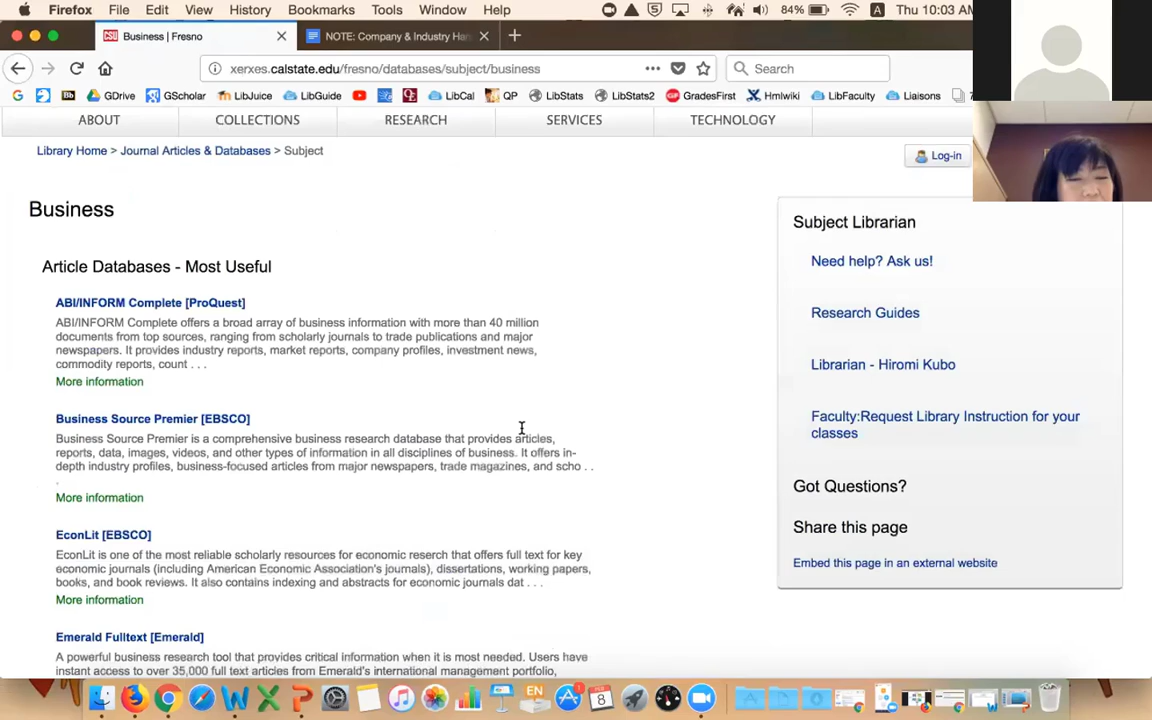 Firefox File Edit View History Bookmarks Tools Window Help 84% A Thu 10:03 AM
Business | Fresno
NOTE: Company & Industry Han
xerxes.calstate.edu/fresno/databases/subject/business
Search
GDrive GScholar LibJuice LibGuide LibCal QP LibStats LibStats2 GradesFirst Hmlwiki LibFaculty Liaisons
ABOUT COLLECTIONS RESEARCH SERVICES TECHNOLOGY
Library Home > Journal Articles & Databases > Subject
Log-in
Business
Article Databases - Most Useful
ABI/INFORM Complete [ProQuest]
ABI/INFORM Complete offers a broad array of business information with more than 40 million
documents from top sources, ranging from scholarly journals to trade publications and major
newspapers. It provides industry reports, market reports, company profiles, investment news,
commodity reports, count . . .
More information
Business Source Premier [EBSCO]
Business Source Premier is a comprehensive business research database that provides articles,
reports, data, images, videos, and other types of information in all disciplines of business. It offers in-
depth industry profiles, business-focused articles from major newspapers, trade magazines, and scho . .
.
More information
EconLit [EBSCO]
EconLit is one of the most reliable scholarly resources for economic reserch that offers full text for key
economic journals (including American Economic Association's journals), dissertations, working papers,
books, and book reviews. It also contains indexing and abstracts for economic journals dat . . .
More information
Emerald Fulltext [Emerald]
A powerful business research tool that provides critical information when it is most needed. Users have
instant access to over 35,000 full text articles from Emerald's international management portfolio,
Subject Librarian
Need help? Ask us!
Research Guides
Librarian - Hiromi Kubo
Faculty:Request Library Instruction for your
classes
Got Questions?
Share this page
Embed this page in an external website